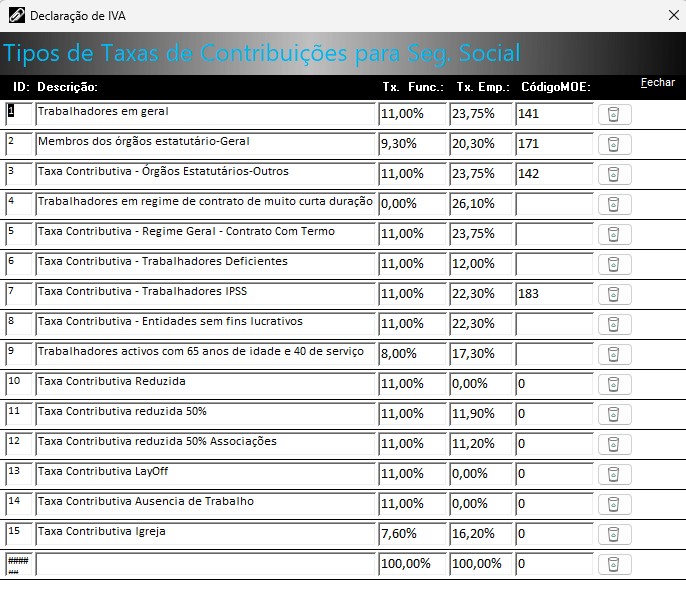 Declaração de IVA
Tipos de Taxas de Contribuições para Seg. Social
ID: Descrição: Tx. Func.: Tx. Emp.: CódigoMOE: Fechar
1 Trabalhadores em geral 11,00% 23,75% 141
2 Membros dos órgãos estatutário-Geral 9,30% 20,30% 171
3 Taxa Contributiva - Órgãos Estatutários-Outros 11,00% 23,75% 142
4 Trabalhadores em regime de contrato de muito curta duração 0,00% 26,10%
5 Taxa Contributiva - Regime Geral - Contrato Com Termo 11,00% 23,75%
6 Taxa Contributiva - Trabalhadores Deficientes 11,00% 12,00%
7 Taxa Contributiva - Trabalhadores IPSS 11,00% 22,30% 183
8 Taxa Contributiva - Entidades sem fins lucrativos 11,00% 22,30%
9 Trabalhadores activos com 65 anos de idade e 40 de serviço 8,00% 17,30%
10 Taxa Contributiva Reduzida 11,00% 0,00% 0
11 Taxa Contributiva reduzida 50% 11,00% 11,90% 0
12 Taxa Contributiva reduzida 50% Associações 11,00% 11,20% 0
13 Taxa Contributiva LayOff 11,00% 0,00% 0
14 Taxa Contributiva Ausencia de Trabalho 11,00% 0,00% 0
15 Taxa Contributiva Igreja 7,60% 16,20% 0
#### 100,00% 100,00% 0
##